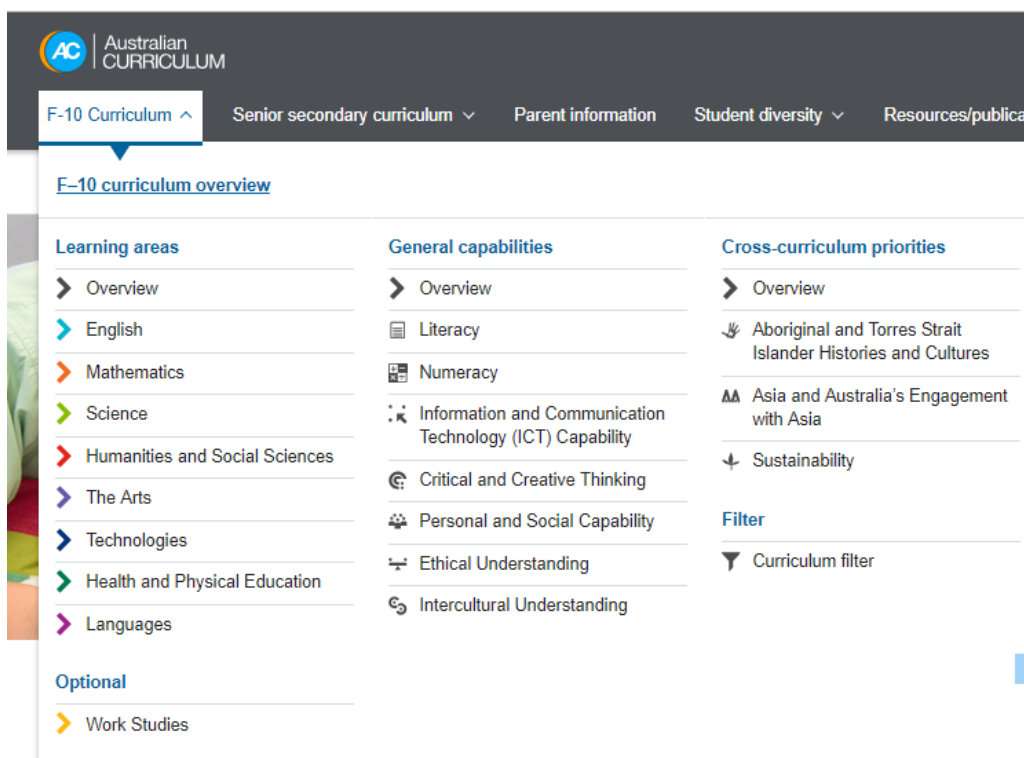 AC
Australian
CURRICULUM
F-10 Curriculum
Senior secondary curriculum
Parent information
Student diversity
Resources/publica
F–10 curriculum overview
Learning areas
Overview
English
Mathematics
Science
Humanities and Social Sciences
The Arts
Technologies
Health and Physical Education
Languages
Optional
Work Studies
General capabilities
Overview
Literacy
Numeracy
Information and Communication
Technology (ICT) Capability
Critical and Creative Thinking
Personal and Social Capability
Ethical Understanding
Intercultural Understanding
Cross-curriculum priorities
Overview
Aboriginal and Torres Strait
Islander Histories and Cultures
Asia and Australia's Engagement
with Asia
Sustainability
Filter
Curriculum filter